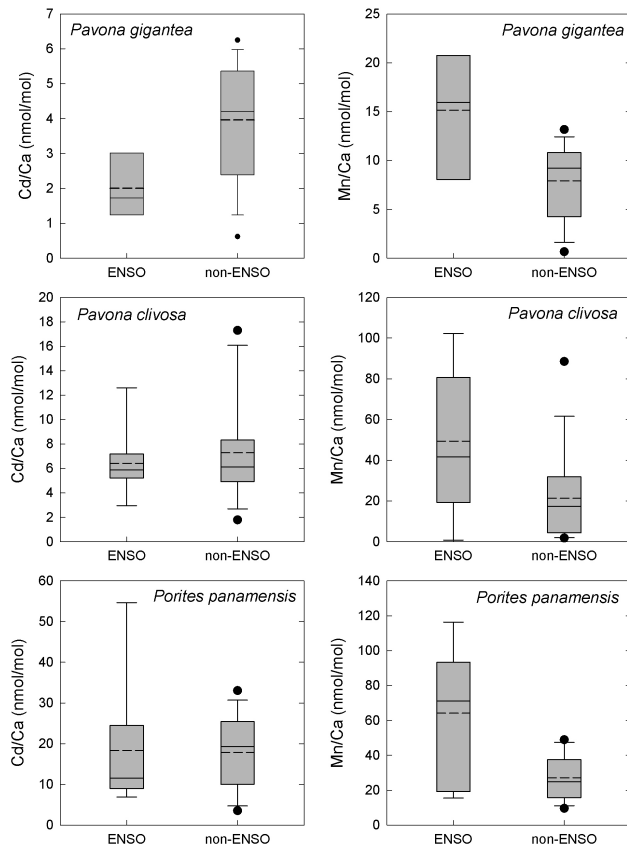 Pavona gigantea
Cd/Ca (nmol/mol)
7
6
5
4
3
2
1
0
ENSO
non-ENSO
Pavona gigantea
Mn/Ca (nmol/mol)
25
20
15
10
5
0
ENSO
non-ENSO
Pavona clivosa
Cd/Ca (nmol/mol)
20
18
16
14
12
10
8
6
4
2
0
ENSO
non-ENSO
Pavona clivosa
Mn/Ca (nmol/mol)
120
100
80
60
40
20
0
ENSO
non-ENSO
Porites panamensis
Cd/Ca (nmol/mol)
60
50
40
30
20
10
0
ENSO
non-ENSO
Porites panamensis
Mn/Ca (nmol/mol)
140
120
100
80
60
40
20
0
ENSO
non-ENSO